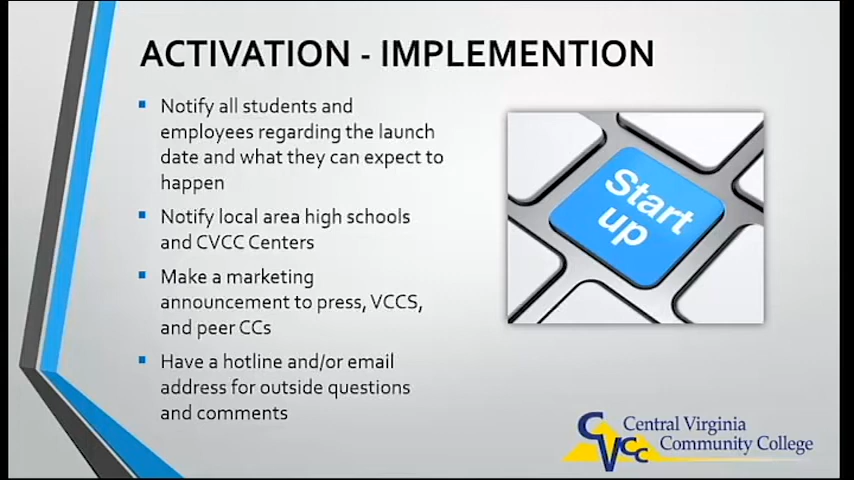 ACTIVATION - IMPLEMENTION
Notify all students and
employees regarding the launch
date and what they can expect to
happen
Notify local area high schools
and CVCC Centers
Make a marketing
announcement to press, VCCS,
and peer CCs
Have a hotline and/or email
address for outside questions
and comments
Start
up
CVCC
Central Virginia
Community College